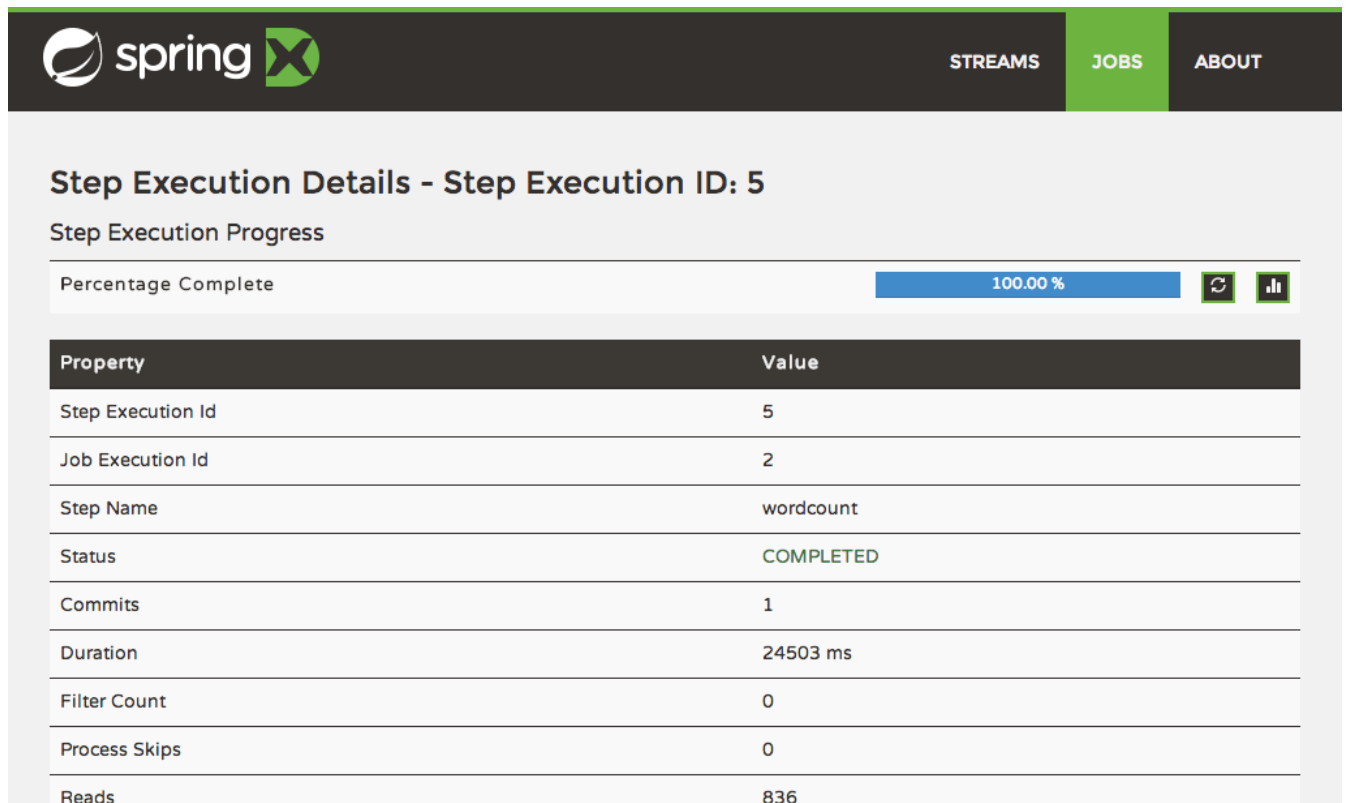 spring XD
STREAMS JOBS ABOUT
Step Execution Details - Step Execution ID: 5
Step Execution Progress
Percentage Complete 100.00 %
Property Value
Step Execution Id 5
Job Execution Id 2
Step Name wordcount
Status COMPLETED
Commits 1
Duration 24503 ms
Filter Count 0
Process Skips 0
Reads 836